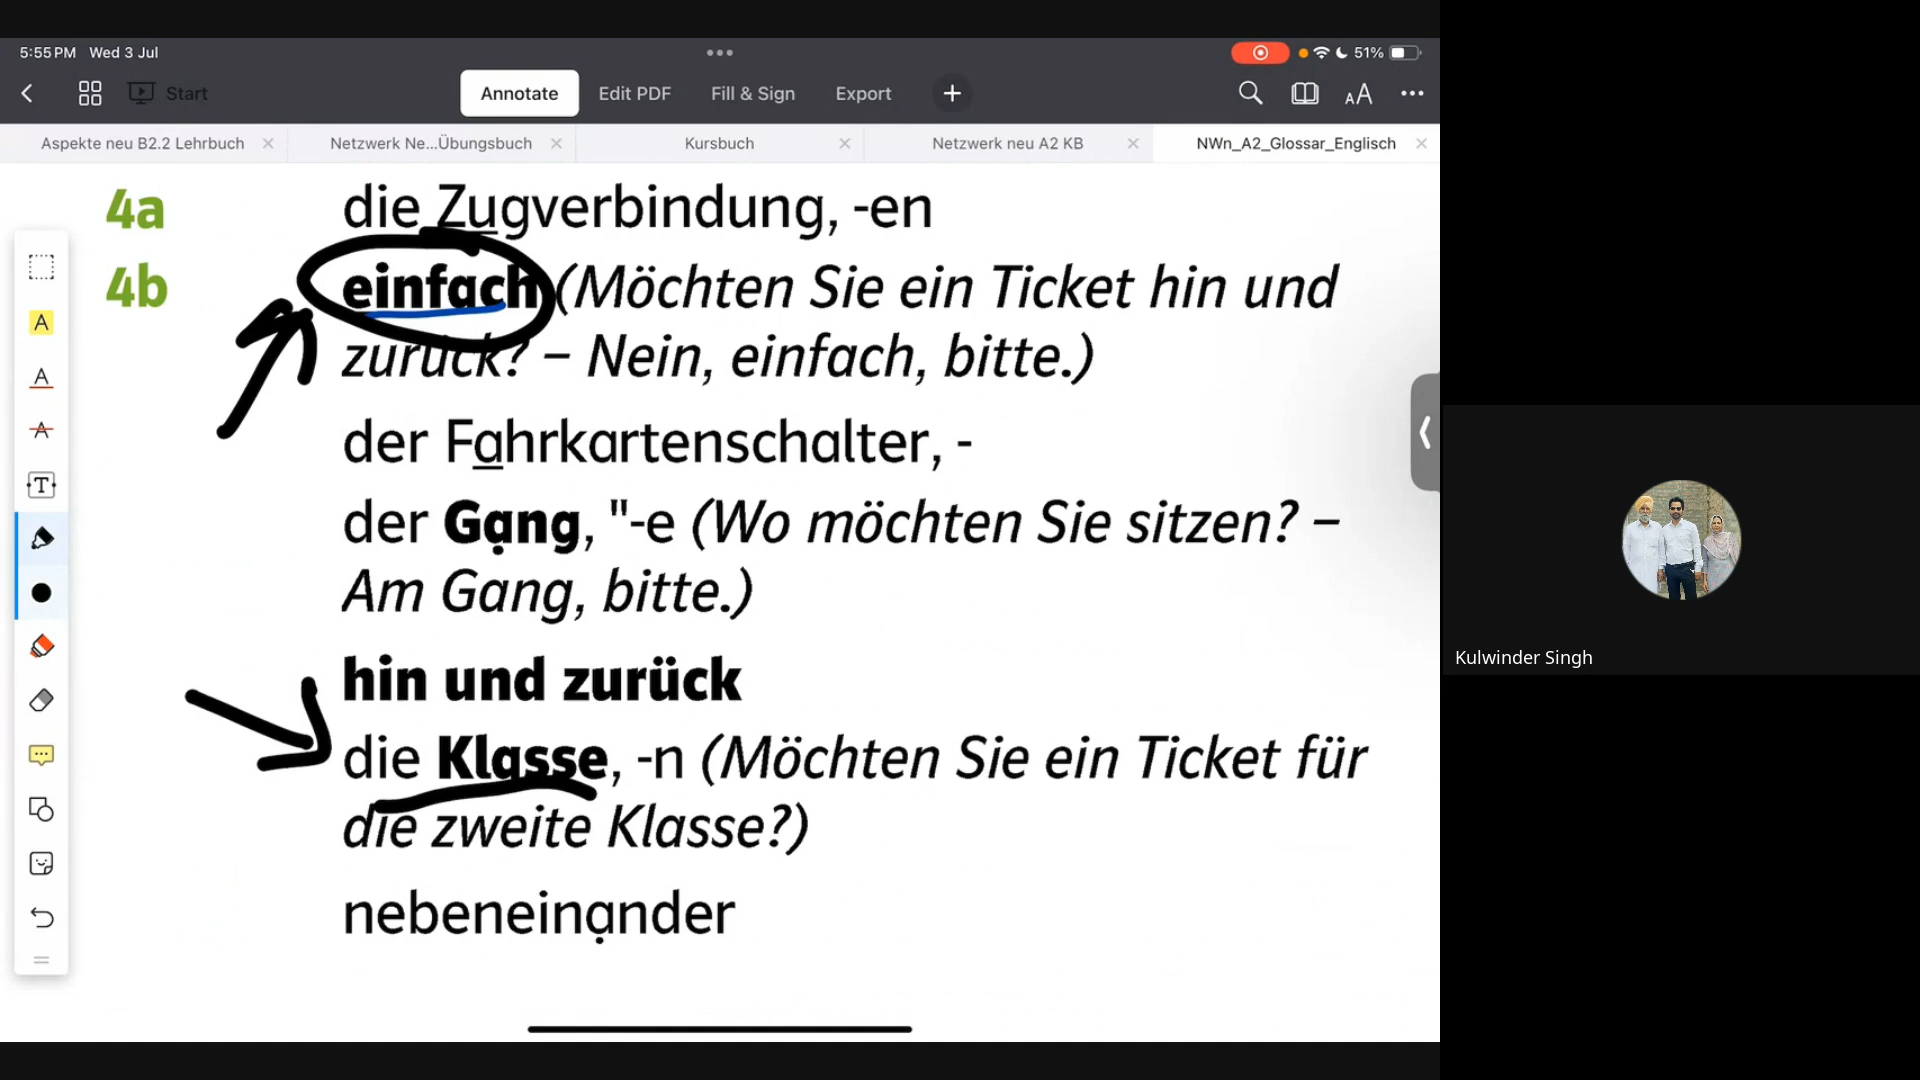 5:55 PM Wed 3 Jul
51%
Start
Annotate
Edit PDF
Fill & Sign
Export
Aspekte neu B2.2 Lehrbuch
Netzwerk Ne...Übungsbuch
Kursbuch
Netzwerk neu A2 KB
NWn_A2_Glossar_Englisch
4a die Zugverbindung, -en
4b einfach (Möchten Sie ein Ticket hin und
zurück? – Nein, einfach, bitte.)
der Fahrkartenschalter, -
der Gang, "-e (Wo möchten Sie sitzen? –
Am Gang, bitte.)
hin und zurück
die Klasse, -n (Möchten Sie ein Ticket für
die zweite Klasse?)
nebeneinander
Kulwinder Singh